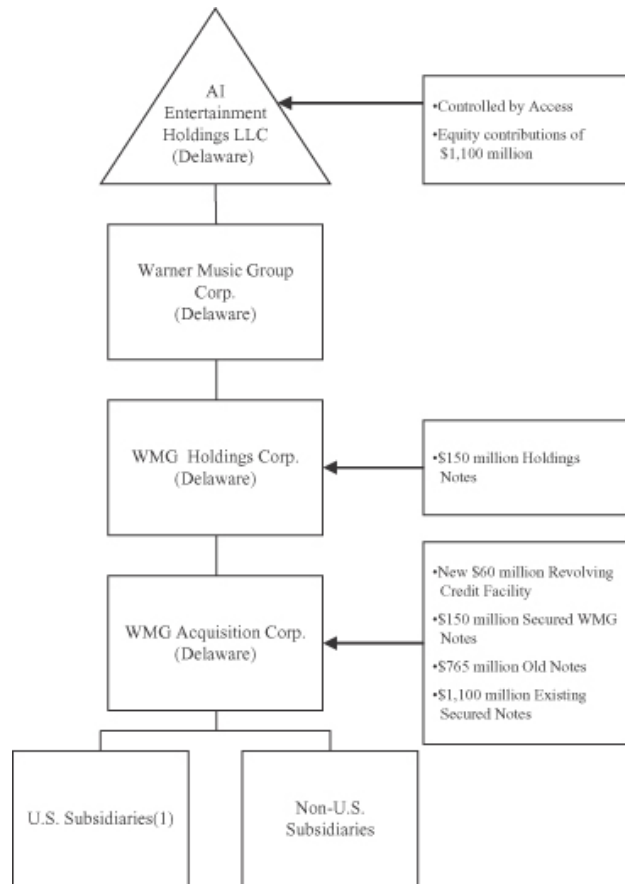 AI
Entertainment
Holdings LLC
(Delaware)
•Controlled by Access
•Equity contributions of
$1,100 million
Warner Music Group
Corp.
(Delaware)
WMG Holdings Corp.
(Delaware)
•$150 million Holdings
Notes
WMG Acquisition Corp.
(Delaware)
•New $60 million Revolving
Credit Facility
•$150 million Secured WMG
Notes
•$765 million Old Notes
•$1,100 million Existing
Secured Notes
U.S. Subsidiaries(1)
Non-U.S.
Subsidiaries